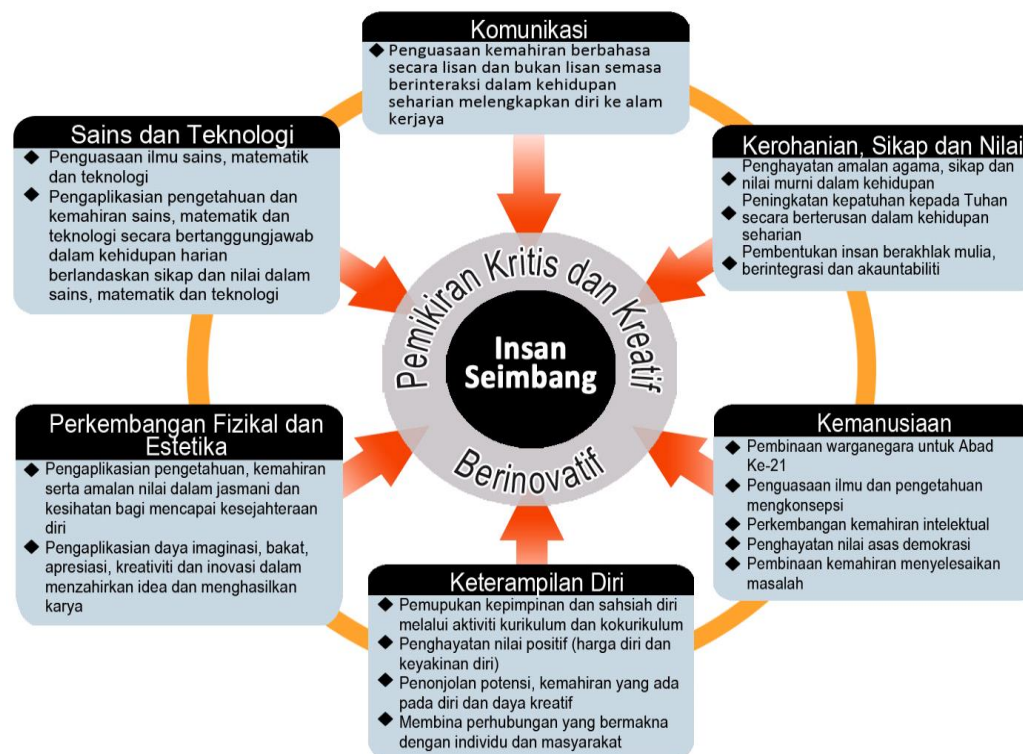 Komunikasi
Penguasaan kemahiran berbahasa
secara lisan dan bukan lisan semasa
berinteraksi dalam kehidupan
seharian melengkapkan diri ke alam
kerjaya
Sains dan Teknologi
Penguasaan ilmu sains, matematik
dan teknologi
Pengaplikasian pengetahuan dan
kemahiran sains, matematik dan
teknologi secara bertanggungjawab
dalam kehidupan harian
berlandaskan sikap dan nilai dalam
sains, matematik dan teknologi
Kerohanian, Sikap dan Nilai
Penghayatan amalan agama, sikap dan
nilai murni dalam kehidupan
Peningkatan kepatuhan kepada Tuhan
secara berterusan dalam kehidupan
seharian
Pembentukan insan berakhlak mulia,
berintegrasi dan akauntabiliti
Pemikiran Kritis dan Kreatif
Insan
Seimbang
Berinovatif
Perkembangan Fizikal dan
Estetika
Pengaplikasian pengetahuan, kemahiran
serta amalan nilai dalam jasmani dan
kesihatan bagi mencapai kesejahteraan
diri
Pengaplikasian daya imaginasi, bakat,
apresiasi, kreativiti dan inovasi dalam
menzahirkan idea dan menghasilkan
karya
Kemanusiaan
Pembinaan warganegara untuk Abad
Ke-21
Penguasaan ilmu dan pengetahuan
mengkonsepsi
Perkembangan kemahiran intelektual
Penghayatan nilai asas demokrasi
Pembinaan kemahiran menyelesaikan
masalah
Keterampilan Diri
Pemupukan kepimpinan dan sahsiah diri
melalui aktiviti kurikulum dan kokurikulum
Penghayatan nilai positif (harga diri dan
keyakinan diri)
Penonjolan potensi, kemahiran yang ada
pada diri dan daya kreatif
Membina perhubungan yang bermakna
dengan individu dan masyarakat